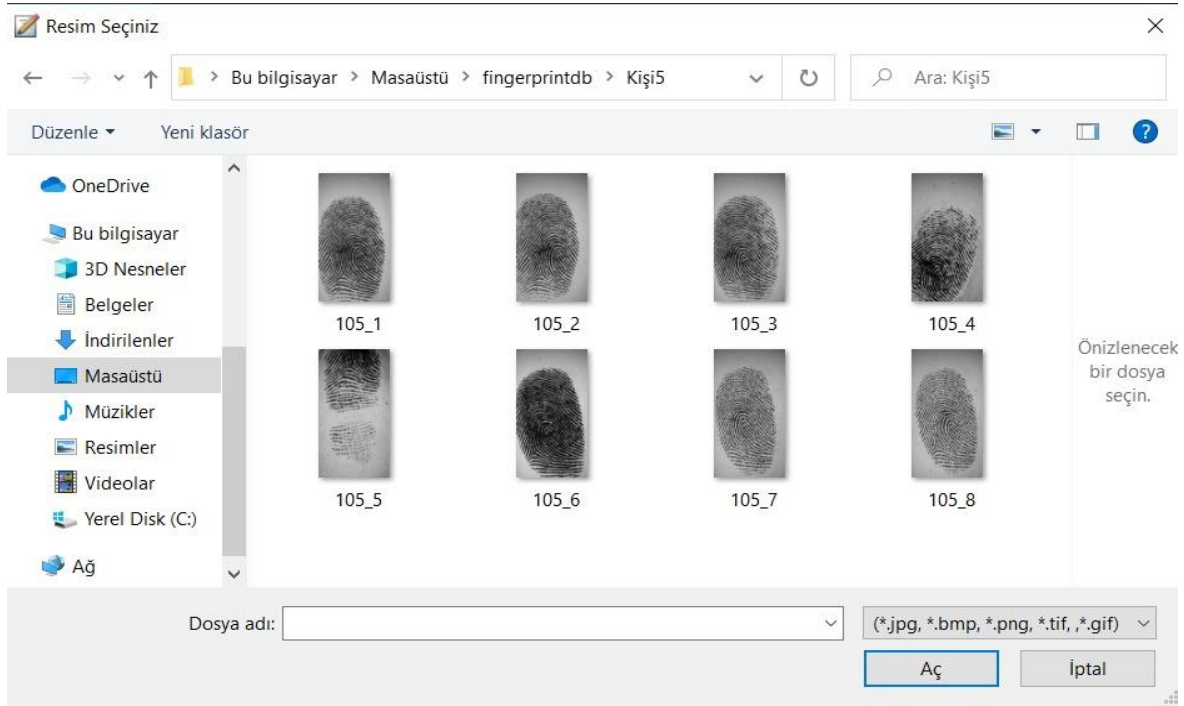 Resim Seçiniz
Bu bilgisayar > Masaüstü > fingerprintdb > Kişi5
Ara: Kişi5
Düzenle
Yeni klasör
OneDrive
Bu bilgisayar
3D Nesneler
Belgeler
İndirilenler
Masaüstü
Müzikler
Resimler
Videolar
Yerel Disk (C:)
Ağ
105_1
105_2
105_3
105_4
105_5
105_6
105_7
105_8
Önizlenecek
bir dosya
seçin.
Dosya adı:
(*.jpg, *.bmp, *.png, *.tif, ,*.gif)
Aç
İptal